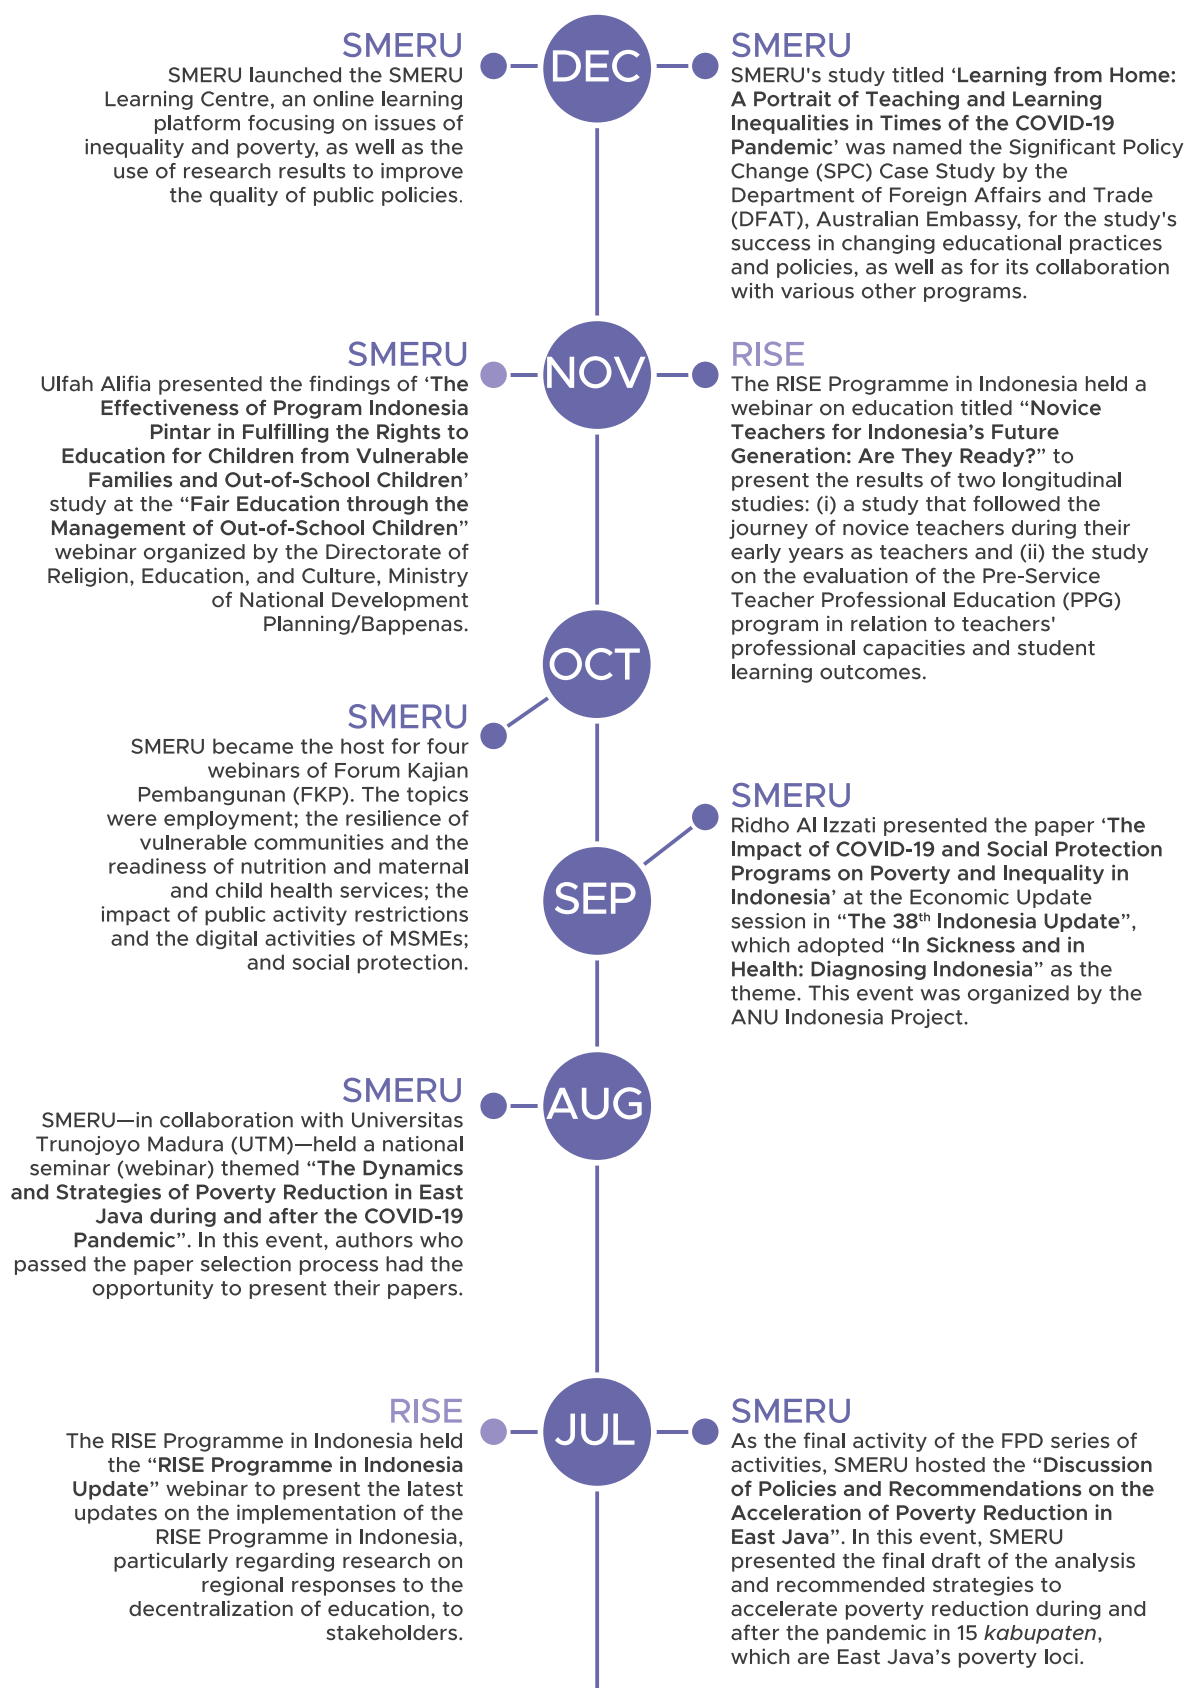 DEC
SMERU
SMERU launched the SMERU
Learning Centre, an online learning
platform focusing on issues of
inequality and poverty, as well as the
use of research results to improve
the quality of public policies.
SMERU
SMERU's study titled ‘Learning from Home:
A Portrait of Teaching and Learning
Inequalities in Times of the COVID-19
Pandemic’ was named the Significant Policy
Change (SPC) Case Study by the
Department of Foreign Affairs and Trade
(DFAT), Australian Embassy, for the study's
success in changing educational practices
and policies, as well as for its collaboration
with various other programs.
NOV
SMERU
Ulfah Alifia presented the findings of ‘The
Effectiveness of Program Indonesia
Pintar in Fulfilling the Rights to
Education for Children from Vulnerable
Families and Out-of-School Children’
study at the “Fair Education through the
Management of Out-of-School Children”
webinar organized by the Directorate of
Religion, Education, and Culture, Ministry
of National Development
Planning/Bappenas.
RISE
The RISE Programme in Indonesia held a
webinar on education titled “Novice
Teachers for Indonesia’s Future
Generation: Are They Ready?” to
present the results of two longitudinal
studies: (i) a study that followed the
journey of novice teachers during their
early years as teachers and (ii) the study
on the evaluation of the Pre-Service
Teacher Professional Education (PPG)
program in relation to teachers'
professional capacities and student
learning outcomes.
OCT
SMERU
SMERU became the host for four
webinars of Forum Kajian
Pembangunan (FKP). The topics
were employment; the resilience of
vulnerable communities and the
readiness of nutrition and maternal
and child health services; the
impact of public activity restrictions
and the digital activities of MSMEs;
and social protection.
SEP
SMERU
Ridho Al Izzati presented the paper ‘The
Impact of COVID-19 and Social Protection
Programs on Poverty and Inequality in
Indonesia’ at the Economic Update
session in “The 38th Indonesia Update”,
which adopted “In Sickness and in
Health: Diagnosing Indonesia” as the
theme. This event was organized by the
ANU Indonesia Project.
AUG
SMERU
SMERU—in collaboration with Universitas
Trunojoyo Madura (UTM)—held a national
seminar (webinar) themed “The Dynamics
and Strategies of Poverty Reduction in East
Java during and after the COVID-19
Pandemic”. In this event, authors who
passed the paper selection process had the
opportunity to present their papers.
JUL
RISE
The RISE Programme in Indonesia held
the “RISE Programme in Indonesia
Update” webinar to present the latest
updates on the implementation of the
RISE Programme in Indonesia,
particularly regarding research on
regional responses to the
decentralization of education, to
stakeholders.
SMERU
As the final activity of the FPD series of
activities, SMERU hosted the “Discussion
of Policies and Recommendations on the
Acceleration of Poverty Reduction in
East Java”. In this event, SMERU
presented the final draft of the analysis
and recommended strategies to
accelerate poverty reduction during and
after the pandemic in 15 kabupaten,
which are East Java’s poverty loci.